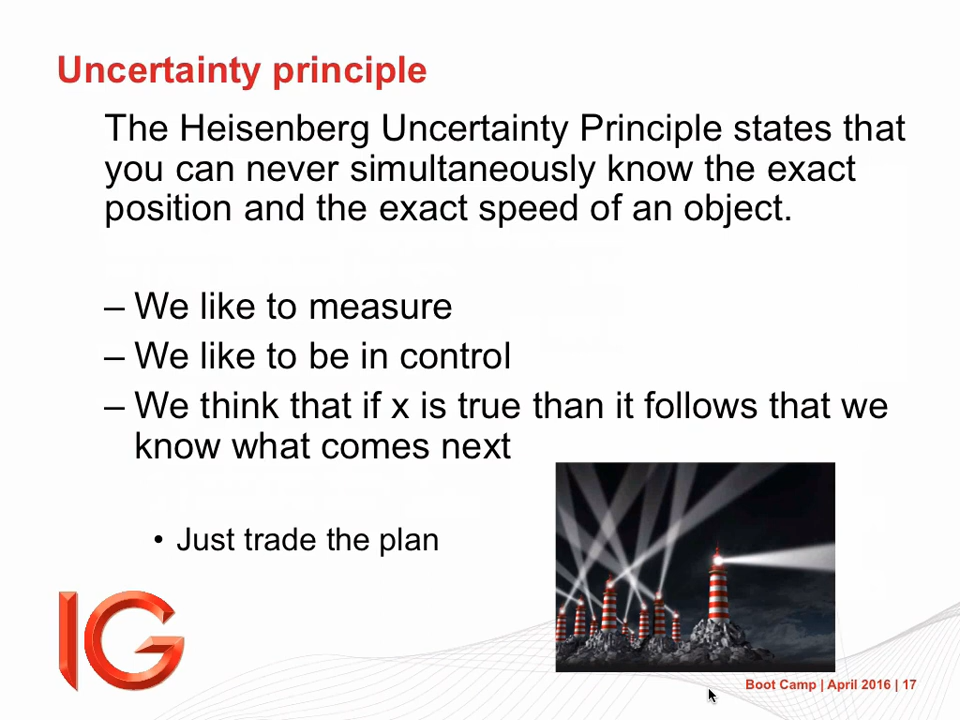 Uncertainty principle
The Heisenberg Uncertainty Principle states that
you can never simultaneously know the exact
position and the exact speed of an object.
– We like to measure
– We like to be in control
– We think that if x is true than it follows that we
know what comes next
• Just trade the plan
IG
Boot Camp | April 2016 | 17